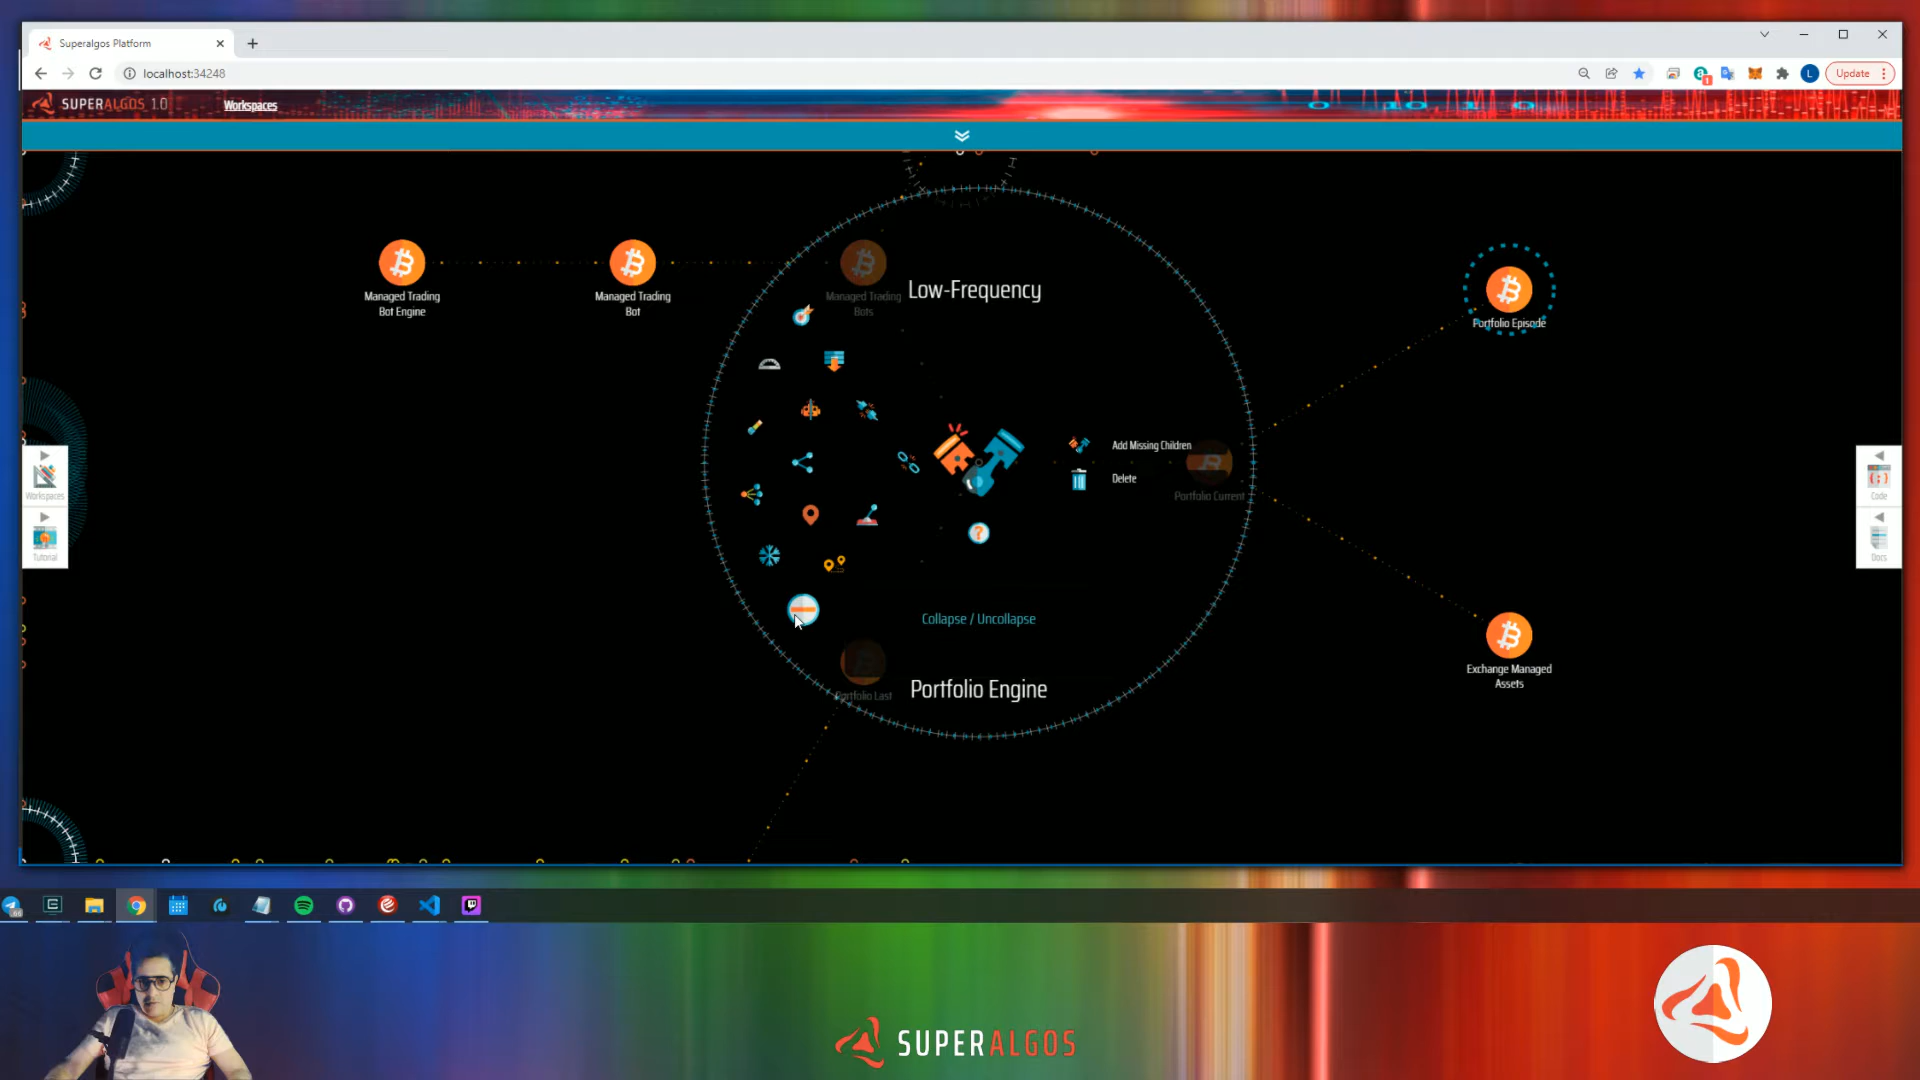 Superalgos Platform
localhost:34248
Update
SUPERALGOS 1.0
Workspaces
Low-Frequency
Managed Trading
Bot Engine
Managed Trading
Bot
Managed Trading
Bots
Portfolio Episode
Add Missing Children
Delete
Portfolio Current
Workspaces
Tutorial
Code
Docs
Collapse / Uncollapse
Portfolio Last
Portfolio Engine
Exchange Managed
Assets
SUPERALGOS